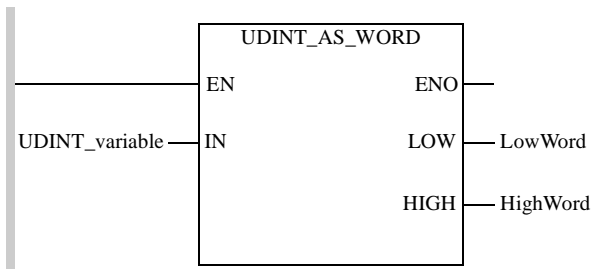 UDINT_AS_WORD
EN ENO
UDINT_variable IN LOW LowWord
HIGH HighWord